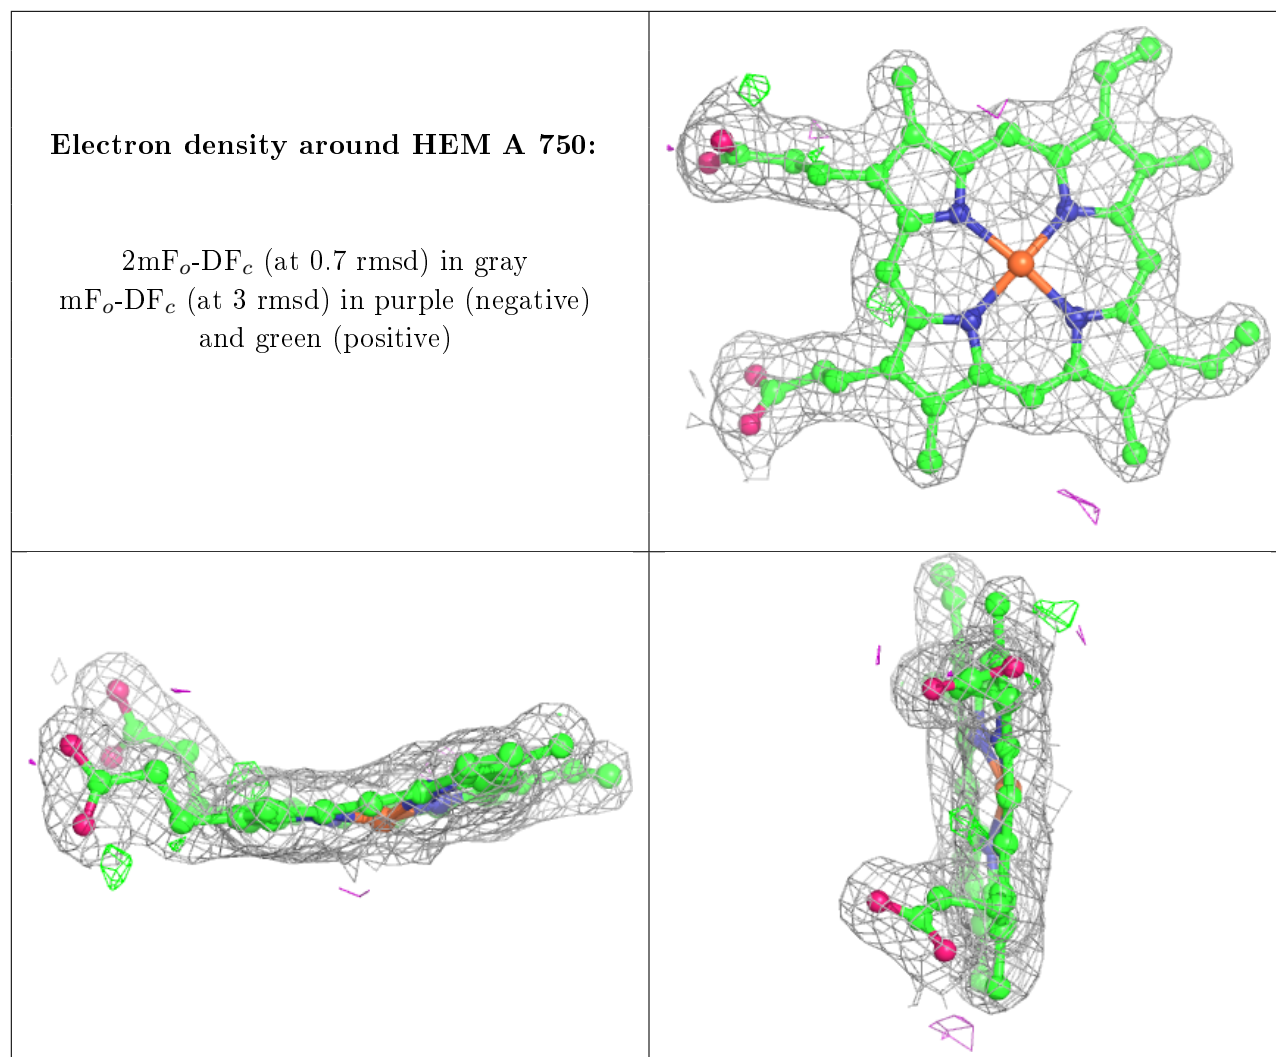 Electron density around HEM A 750:
2mFo-DFc (at 0.7 rmsd) in gray
mFo-DFc (at 3 rmsd) in purple (negative)
and green (positive)